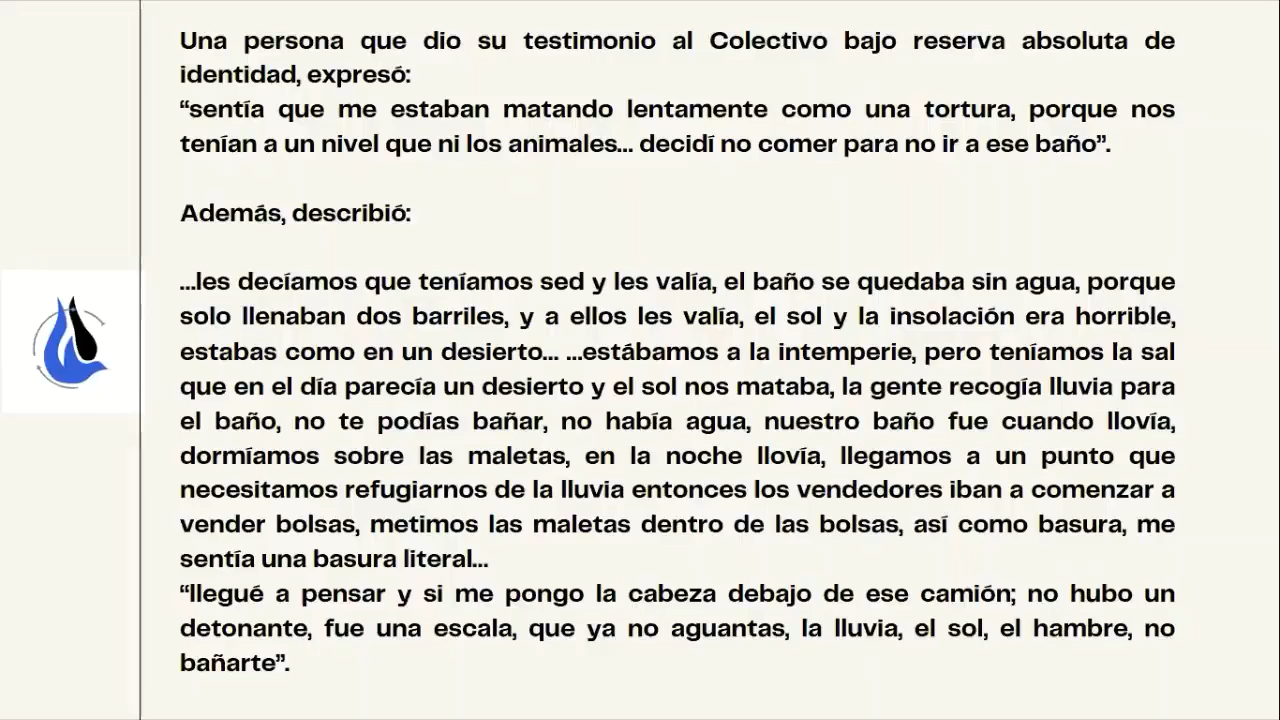 Una persona que dio su testimonio al Colectivo bajo reserva absoluta de
identidad, expresó:
“sentía que me estaban matando lentamente como una tortura, porque nos
tenían a un nivel que ni los animales... decidí no comer para no ir a ese baño”.
Además, describió:
...les decíamos que teníamos sed y les valía, el baño se quedaba sin agua, porque
solo llenaban dos barriles, y a ellos les valía, el sol y la insolación era horrible,
estabas como en un desierto... ...estábamos a la intemperie, pero teníamos la sal
que en el día parecía un desierto y el sol nos mataba, la gente recogía lluvia para
el baño, no te podías bañar, no había agua, nuestro baño fue cuando llovía,
dormíamos sobre las maletas, en la noche llovía, llegamos a un punto que
necesitamos refugiarnos de la lluvia entonces los vendedores iban a comenzar a
vender bolsas, metimos las maletas dentro de las bolsas, así como basura, me
sentía una basura literal...
“llegué a pensar y si me pongo la cabeza debajo de ese camión; no hubo un
detonante, fue una escala, que ya no aguantas, la lluvia, el sol, el hambre, no
bañarte”.